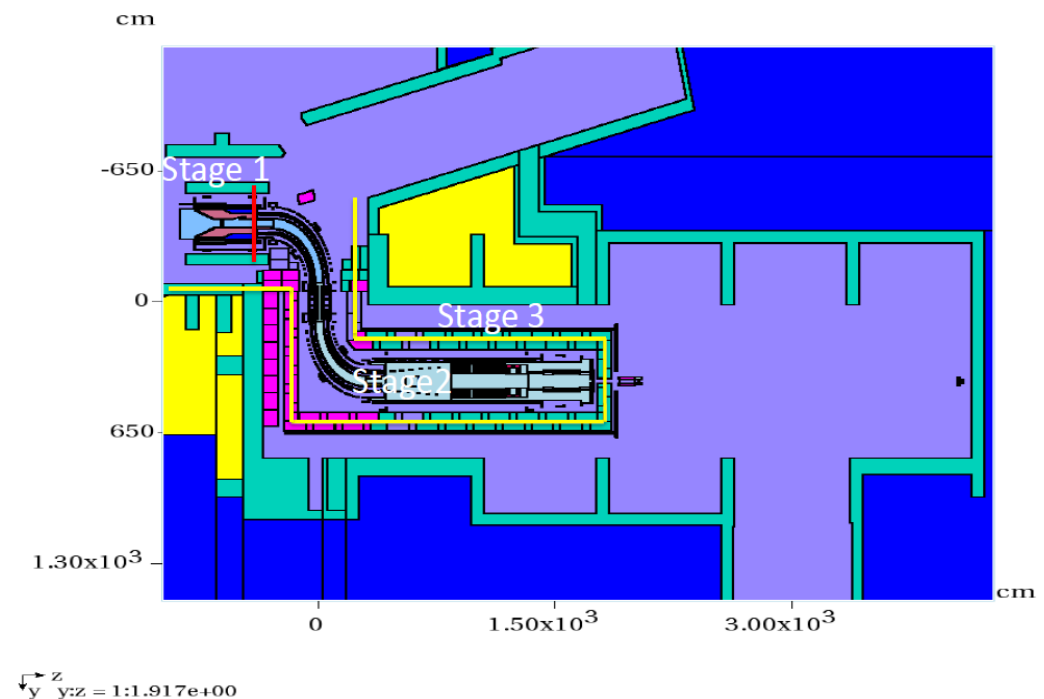 cm
Stage 1
-650
0
Stage 3
Stage2
650
1.30x10³
cm
0
1.50x10³
3.00x10³
z
y y:z = 1:1.917e+00